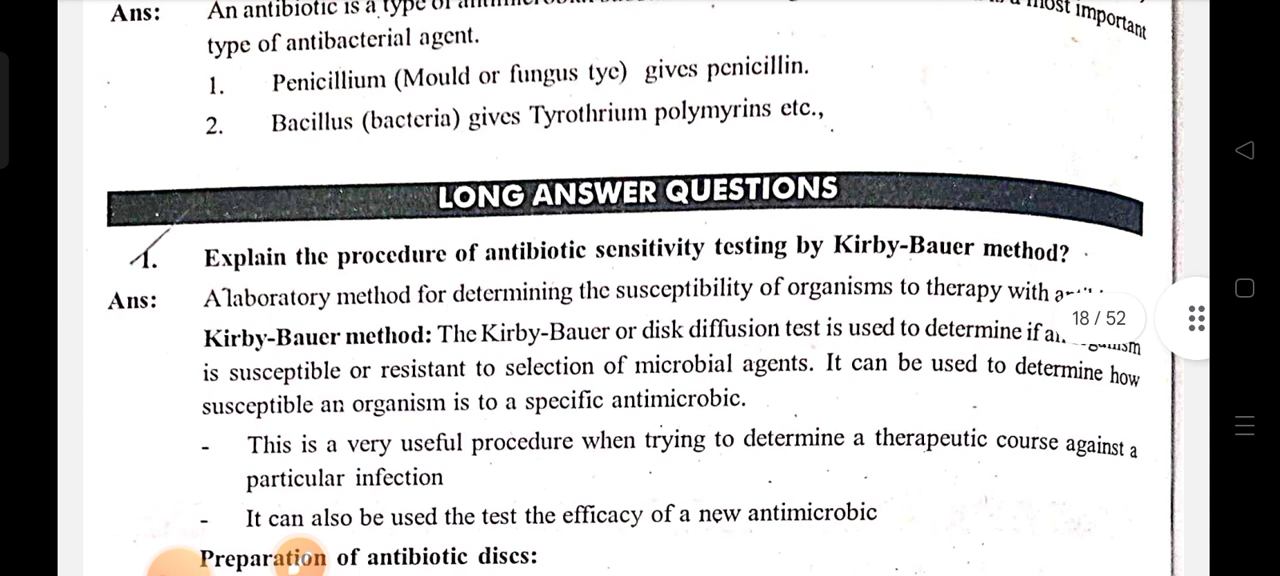 Ans: An antibiotic is a type of
most important
type of antibacterial agent.
1. Penicillium (Mould or fungus tye) gives penicillin.
2. Bacillus (bacteria) gives Tyrothrium polymyrins etc.,
LONG ANSWER QUESTIONS
1. Explain the procedure of antibiotic sensitivity testing by Kirby-Bauer method?
Ans: A laboratory method for determining the susceptibility of organisms to therapy with
18 / 52
Kirby-Bauer method: The Kirby-Bauer or disk diffusion test is used to determine if
is susceptible or resistant to selection of microbial agents. It can be used to determine how
susceptible an organism is to a specific antimicrobic.
- This is a very useful procedure when trying to determine a therapeutic course against a
particular infection
- It can also be used the test the efficacy of a new antimicrobic
Preparation of antibiotic discs: